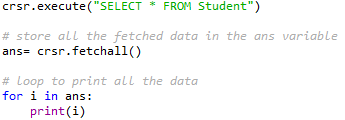 crsr.execute("SELECT * FROM Student")
# store all the fetched data in the ans variable
ans= crsr.fetchall()
# loop to print all the data
for i in ans:
    print(i)